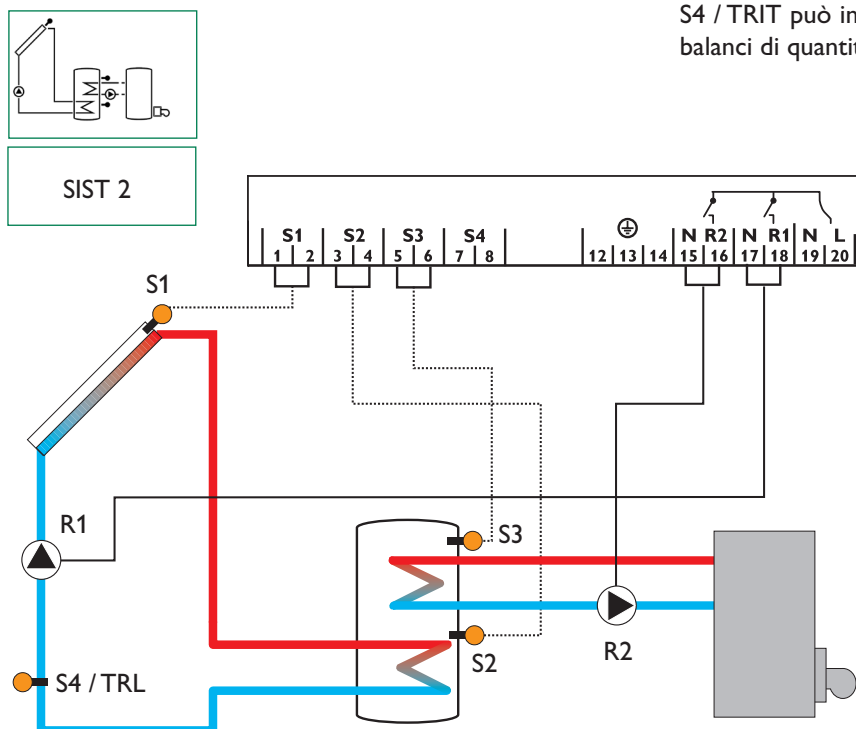 S4 / TRIT può in
balanci di quantit
SIST 2
S1 S2 S3 S4 N R2 N R1 N L
1 2 3 4 5 6 7 8 12 13 14 15 16 17 18 19 20
S1
R1
S3
S2
R2
S4 / TRL